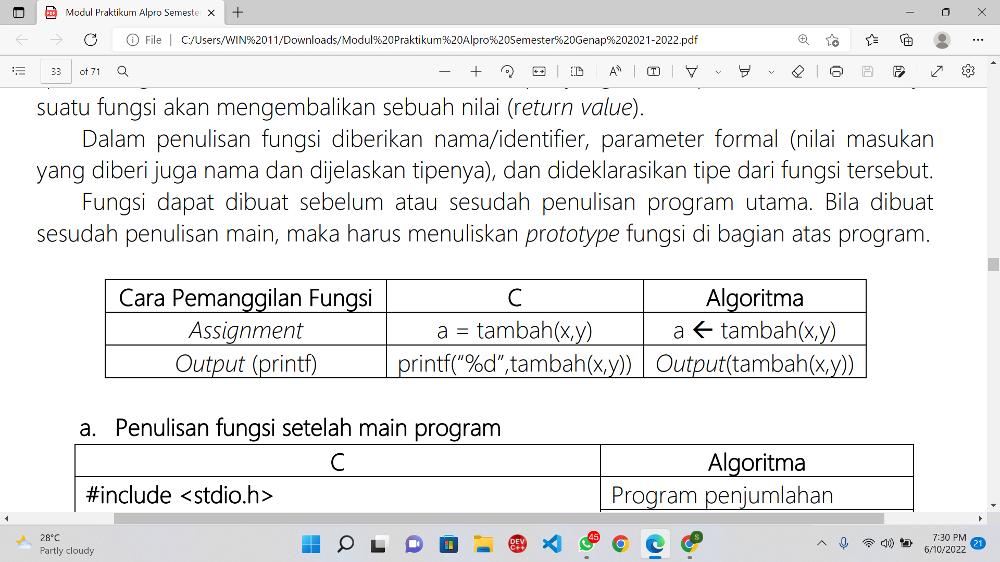 Modul Praktikum Alpro Semeste
File | C:/Users/WIN%2011/Downloads/Modul%20Praktikum%20Alpro%20Semester%20Genap%202021-2022.pdf
33 of 71
suatu fungsi akan mengembalikan sebuah nilai (return value).
Dalam penulisan fungsi diberikan nama/identifier, parameter formal (nilai masukan
yang diberi juga nama dan dijelaskan tipenya), dan dideklarasikan tipe dari fungsi tersebut.
Fungsi dapat dibuat sebelum atau sesudah penulisan program utama. Bila dibuat
sesudah penulisan main, maka harus menuliskan prototype fungsi di bagian atas program.
Cara Pemanggilan Fungsi C Algoritma
Assignment a = tambah(x,y) a ← tambah(x,y)
Output (printf) printf(“%d”,tambah(x,y)) Output(tambah(x,y))
a. Penulisan fungsi setelah main program
C Algoritma
#include <stdio.h> Program penjumlahan
28°C
Partly cloudy
DEV C++
45
S
7:30 PM
6/10/2022
21